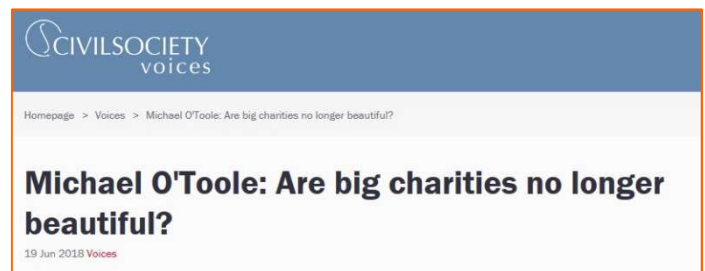 CIVILSOCIETY
voices
Homepage > Voices > Michael O'Toole: Are big charities no longer beautiful?
Michael O'Toole: Are big charities no longer
beautiful?
19 Jun 2018 Voices